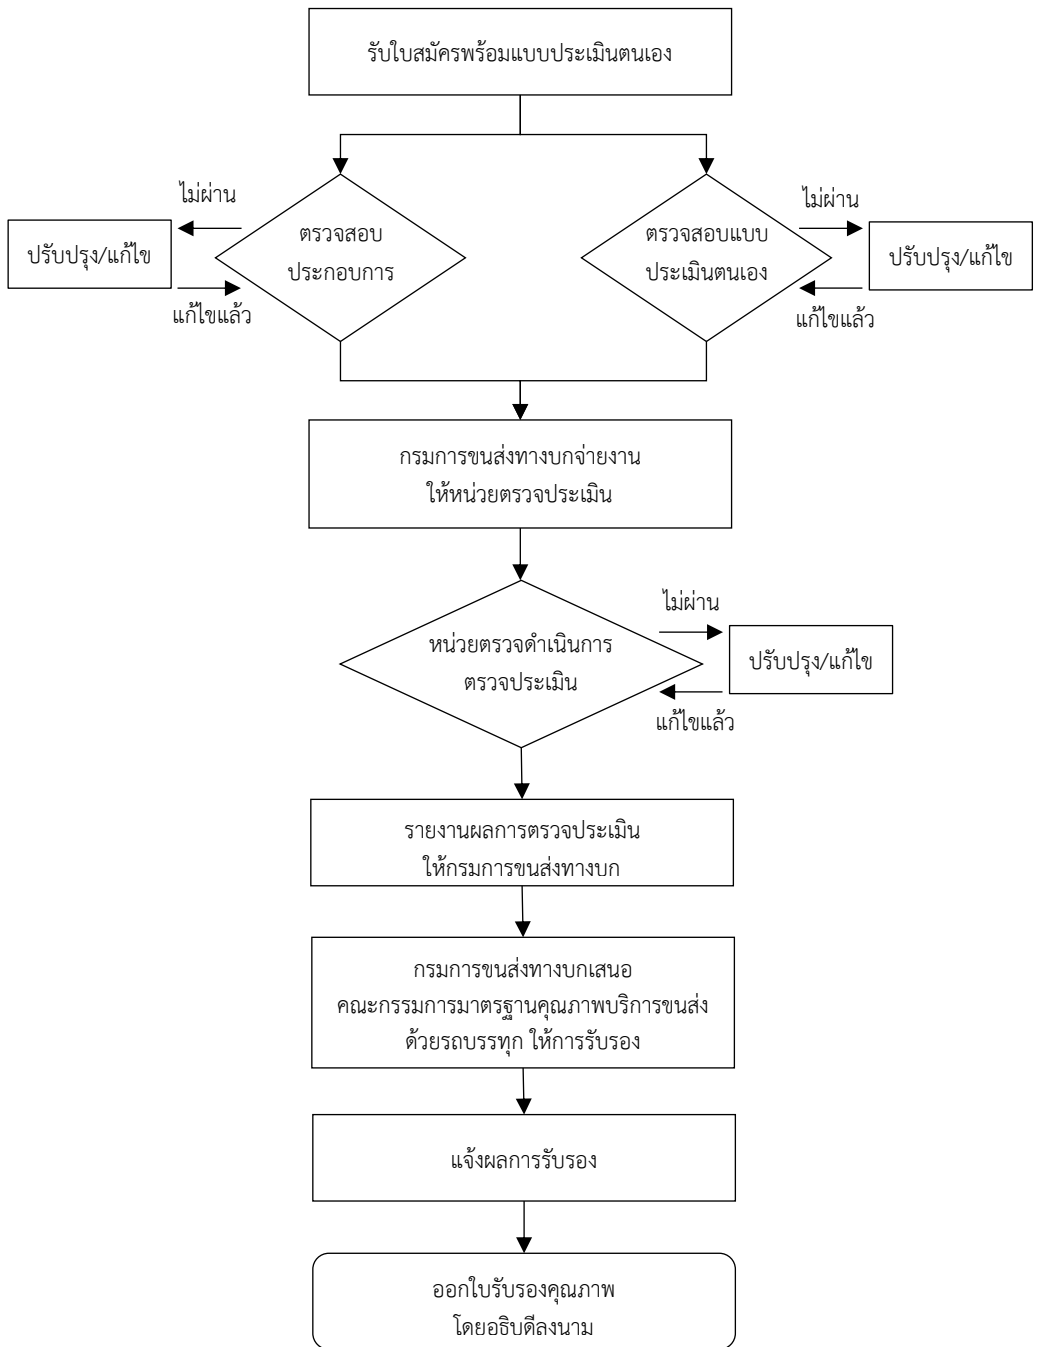 รับใบสมัครพร้อมแบบประเมินตนเอง
ไม่ผ่าน
ตรวจสอบ
ประกอบการ
ปรับปรุง/แก้ไข
แก้ไขแล้ว
ไม่ผ่าน
ตรวจสอบแบบ
ประเมินตนเอง
ปรับปรุง/แก้ไข
แก้ไขแล้ว
กรมการขนส่งทางบกจ่ายงาน
ให้หน่วยตรวจประเมิน
ไม่ผ่าน
หน่วยตรวจดำเนินการ
ตรวจประเมิน
ปรับปรุง/แก้ไข
แก้ไขแล้ว
รายงานผลการตรวจประเมิน
ให้กรมการขนส่งทางบก
กรมการขนส่งทางบกเสนอ
คณะกรรมการมาตรฐานคุณภาพบริการขนส่ง
ด้วยรถบรรทุก ให้การรับรอง
แจ้งผลการรับรอง
ออกใบรับรองคุณภาพ
โดยอธิบดีลงนาม